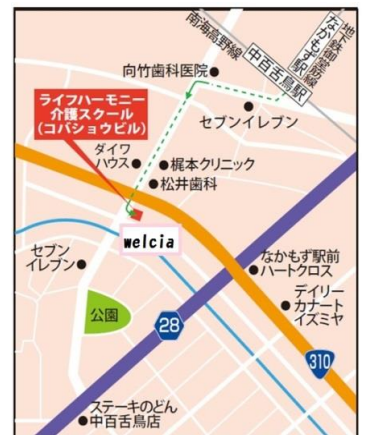 南海高野線
中百舌鳥駅
地下鉄御堂筋線
なかもず駅
向竹歯科医院
セブンイレブン
ライフハーモニー
介護スクール
(コバショウビル)
ダイワ
ハウス
梶本クリニック
松井歯科
welcia
セブン
イレブン
なかもず駅前
ハートクロス
デイリー
カナート
イズミヤ
公園
28
310
ステーキのどん
中百舌鳥店